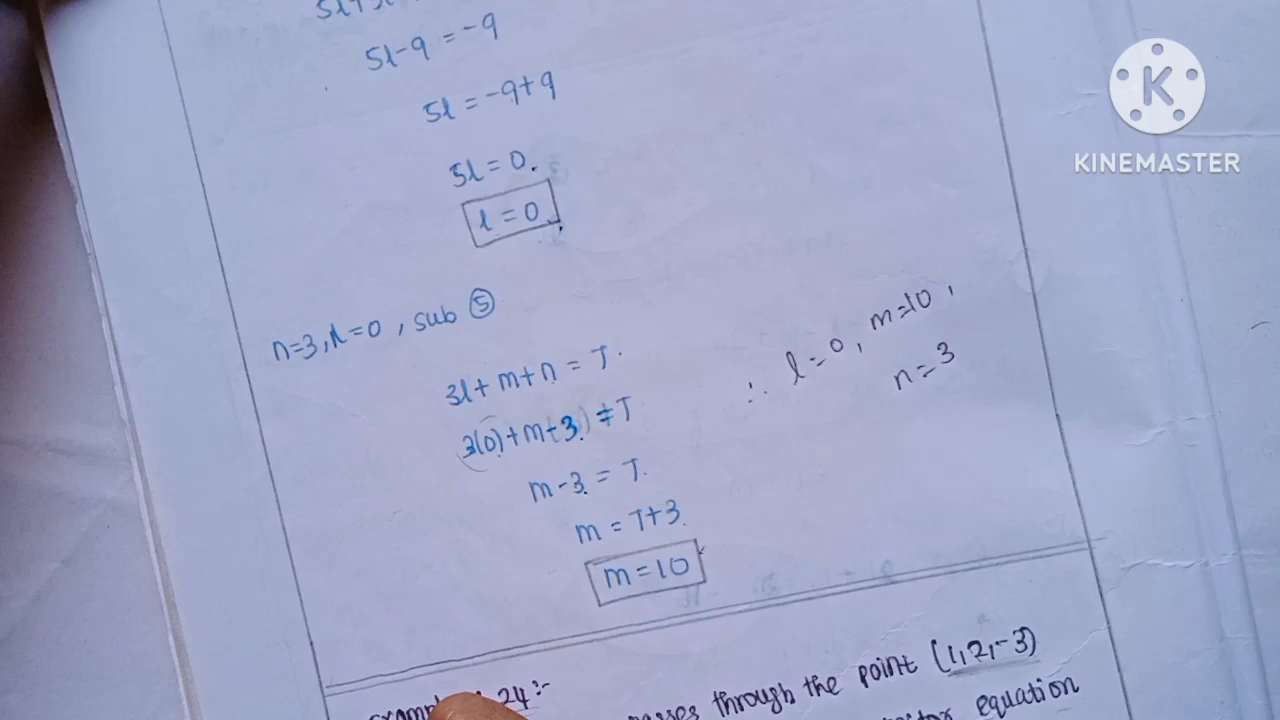 5l-9 = -9
5l = -9+9
5l = 0.
l = 0
n=3, l=0, sub ⑤
3l + m + n = 7.
3(0)+m+3 = 7
m-3 = 7.
m = 7+3
m = 10
∴ l = 0, m=10,
n = 3
24:-
through the point (1,2,-3)
equation
K
KINEMASTER